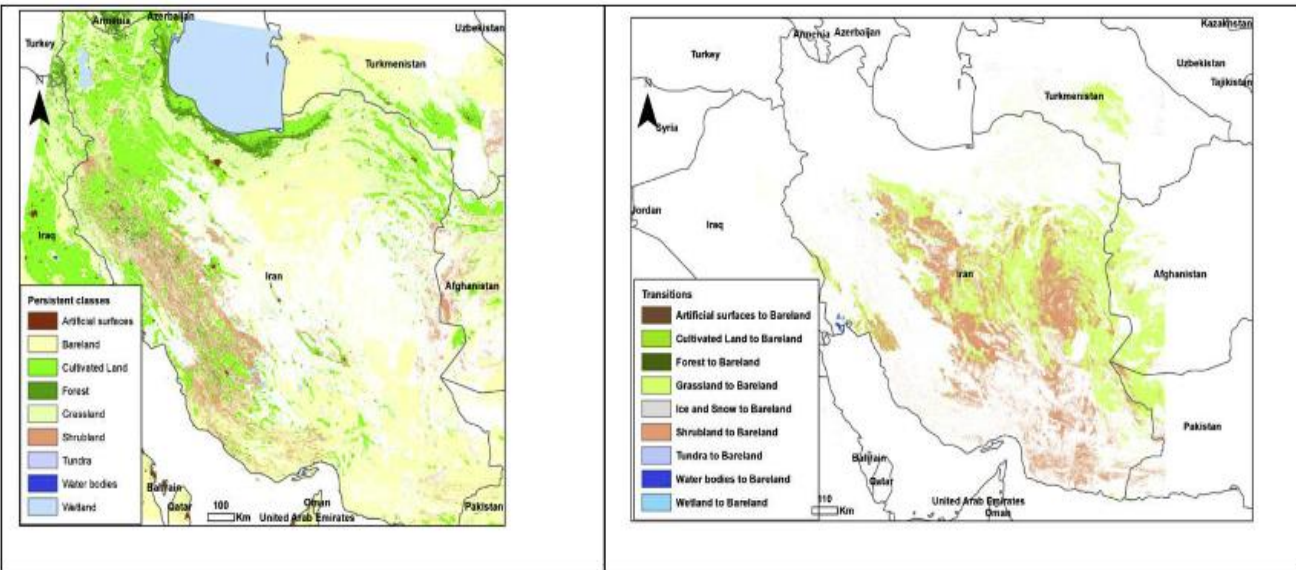 Armenia
Azerbaijan
Uzbekistan
Turkey
Turkmenistan
N
Iraq
Iran
Afghanistan
Persistent classes
Artificial surfaces
Bareland
Cultivated Land
Forest
Grassland
Shrubland
Tundra
Water bodies
Wetland
Bahrain
Qatar
100
Km
Oman
United Arab Emirates
Pakistan
Kazakhstan
Armenia Azerbaijan
Turkey
Uzbekistan
Tajikistan
N
Turkmenistan
Syria
Jordan
Iraq
Iran
Afghanistan
Transitions
Artificial surfaces to Bareland
Cultivated Land to Bareland
Forest to Bareland
Grassland to Bareland
Ice and Snow to Bareland
Shrubland to Bareland
Tundra to Bareland
Water bodies to Bareland
Wetland to Bareland
Pakistan
Bahrain
Qatar
110
Km
United Arab Emirates
Oman